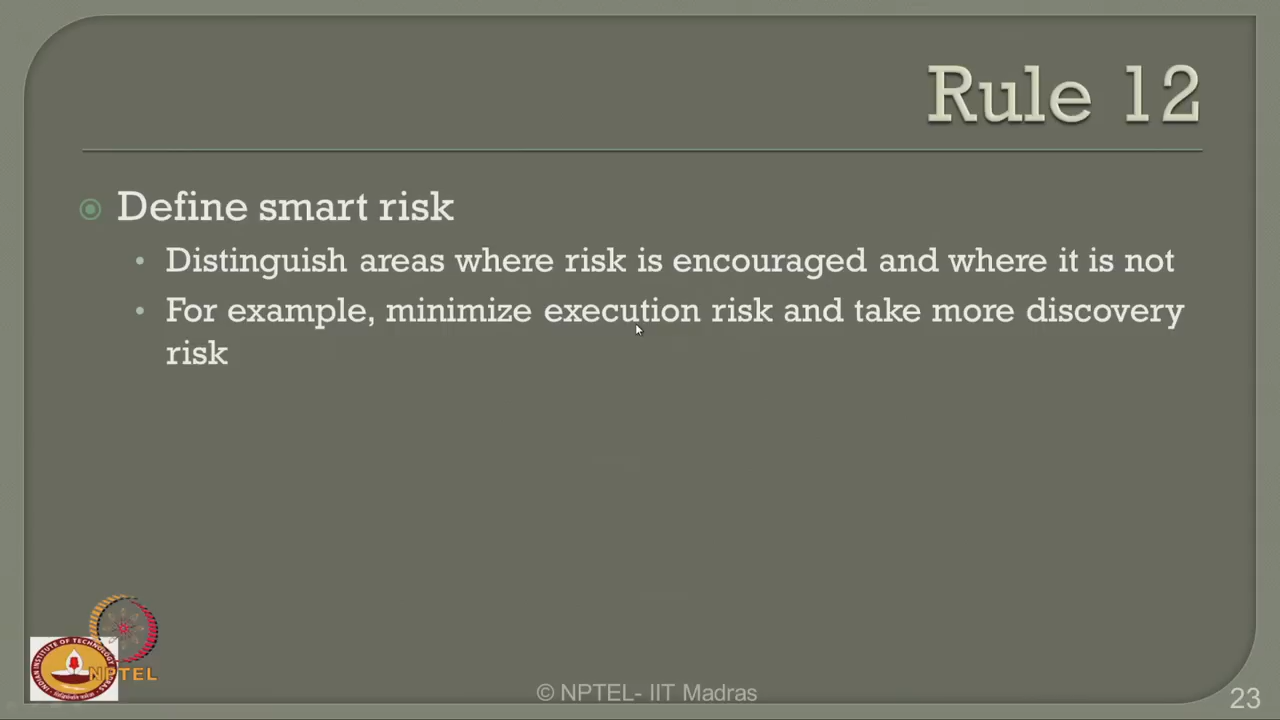 Rule 12
Define smart risk
Distinguish areas where risk is encouraged and where it is not
For example, minimize execution risk and take more discovery
risk
NPTEL
© NPTEL- IIT Madras
23